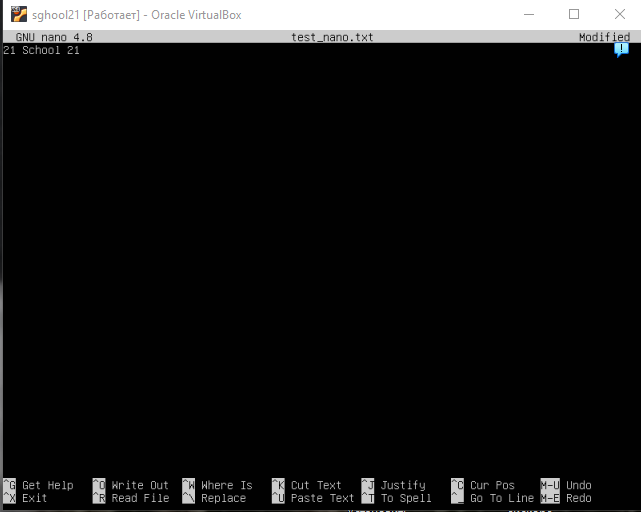 sghool21 [Работает] - Oracle VirtualBox
GNU nano 4.8 test_nano.txt Modified
21 School 21
^G Get Help ^O Write Out ^W Where Is ^K Cut Text ^J Justify ^C Cur Pos M-U Undo
^X Exit ^R Read File ^\ Replace ^U Paste Text ^T To Spell ^_ Go To Line M-E Redo